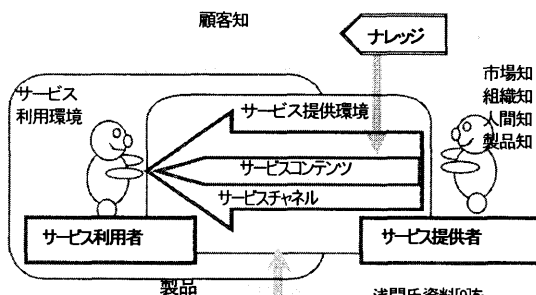 顧客知
ナレッジ
市場知
組織知
人間知
製品知
サービス
利用環境
サービス提供環境
サービスコンテンツ
サービスチャネル
サービス利用者
サービス提供者
製品